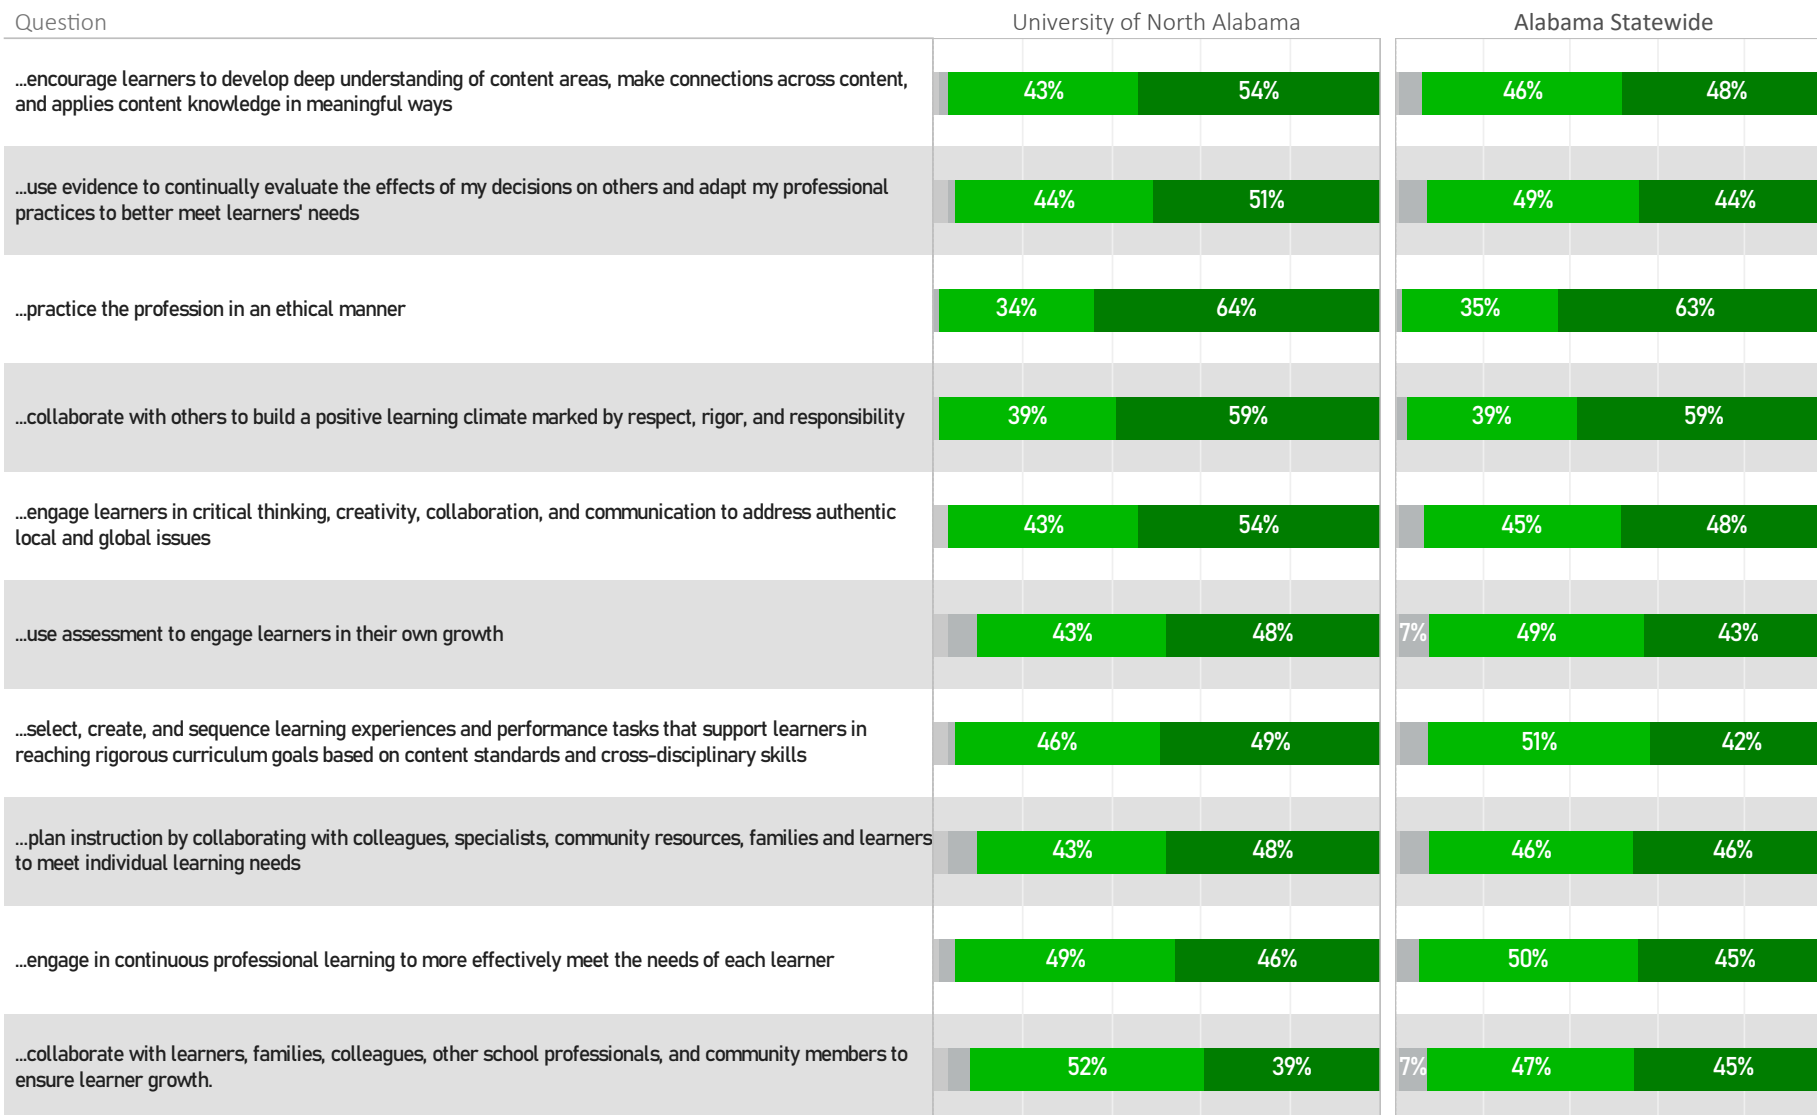 Question University of North Alabama Alabama Statewide
...encourage learners to develop deep understanding of content areas, make connections across content,
and applies content knowledge in meaningful ways
43% 54% 46% 48%
...use evidence to continually evaluate the effects of my decisions on others and adapt my professional
practices to better meet learners' needs
44% 51% 49% 44%
...practice the profession in an ethical manner
34% 64% 35% 63%
...collaborate with others to build a positive learning climate marked by respect, rigor, and responsibility
39% 59% 39% 59%
...engage learners in critical thinking, creativity, collaboration, and communication to address authentic
local and global issues
43% 54% 45% 48%
...use assessment to engage learners in their own growth
43% 48% 7% 49% 43%
...select, create, and sequence learning experiences and performance tasks that support learners in
reaching rigorous curriculum goals based on content standards and cross-disciplinary skills
46% 49% 51% 42%
...plan instruction by collaborating with colleagues, specialists, community resources, families and learners
to meet individual learning needs
43% 48% 46% 46%
...engage in continuous professional learning to more effectively meet the needs of each learner
49% 46% 50% 45%
...collaborate with learners, families, colleagues, other school professionals, and community members to
ensure learner growth.
52% 39% 7% 47% 45%